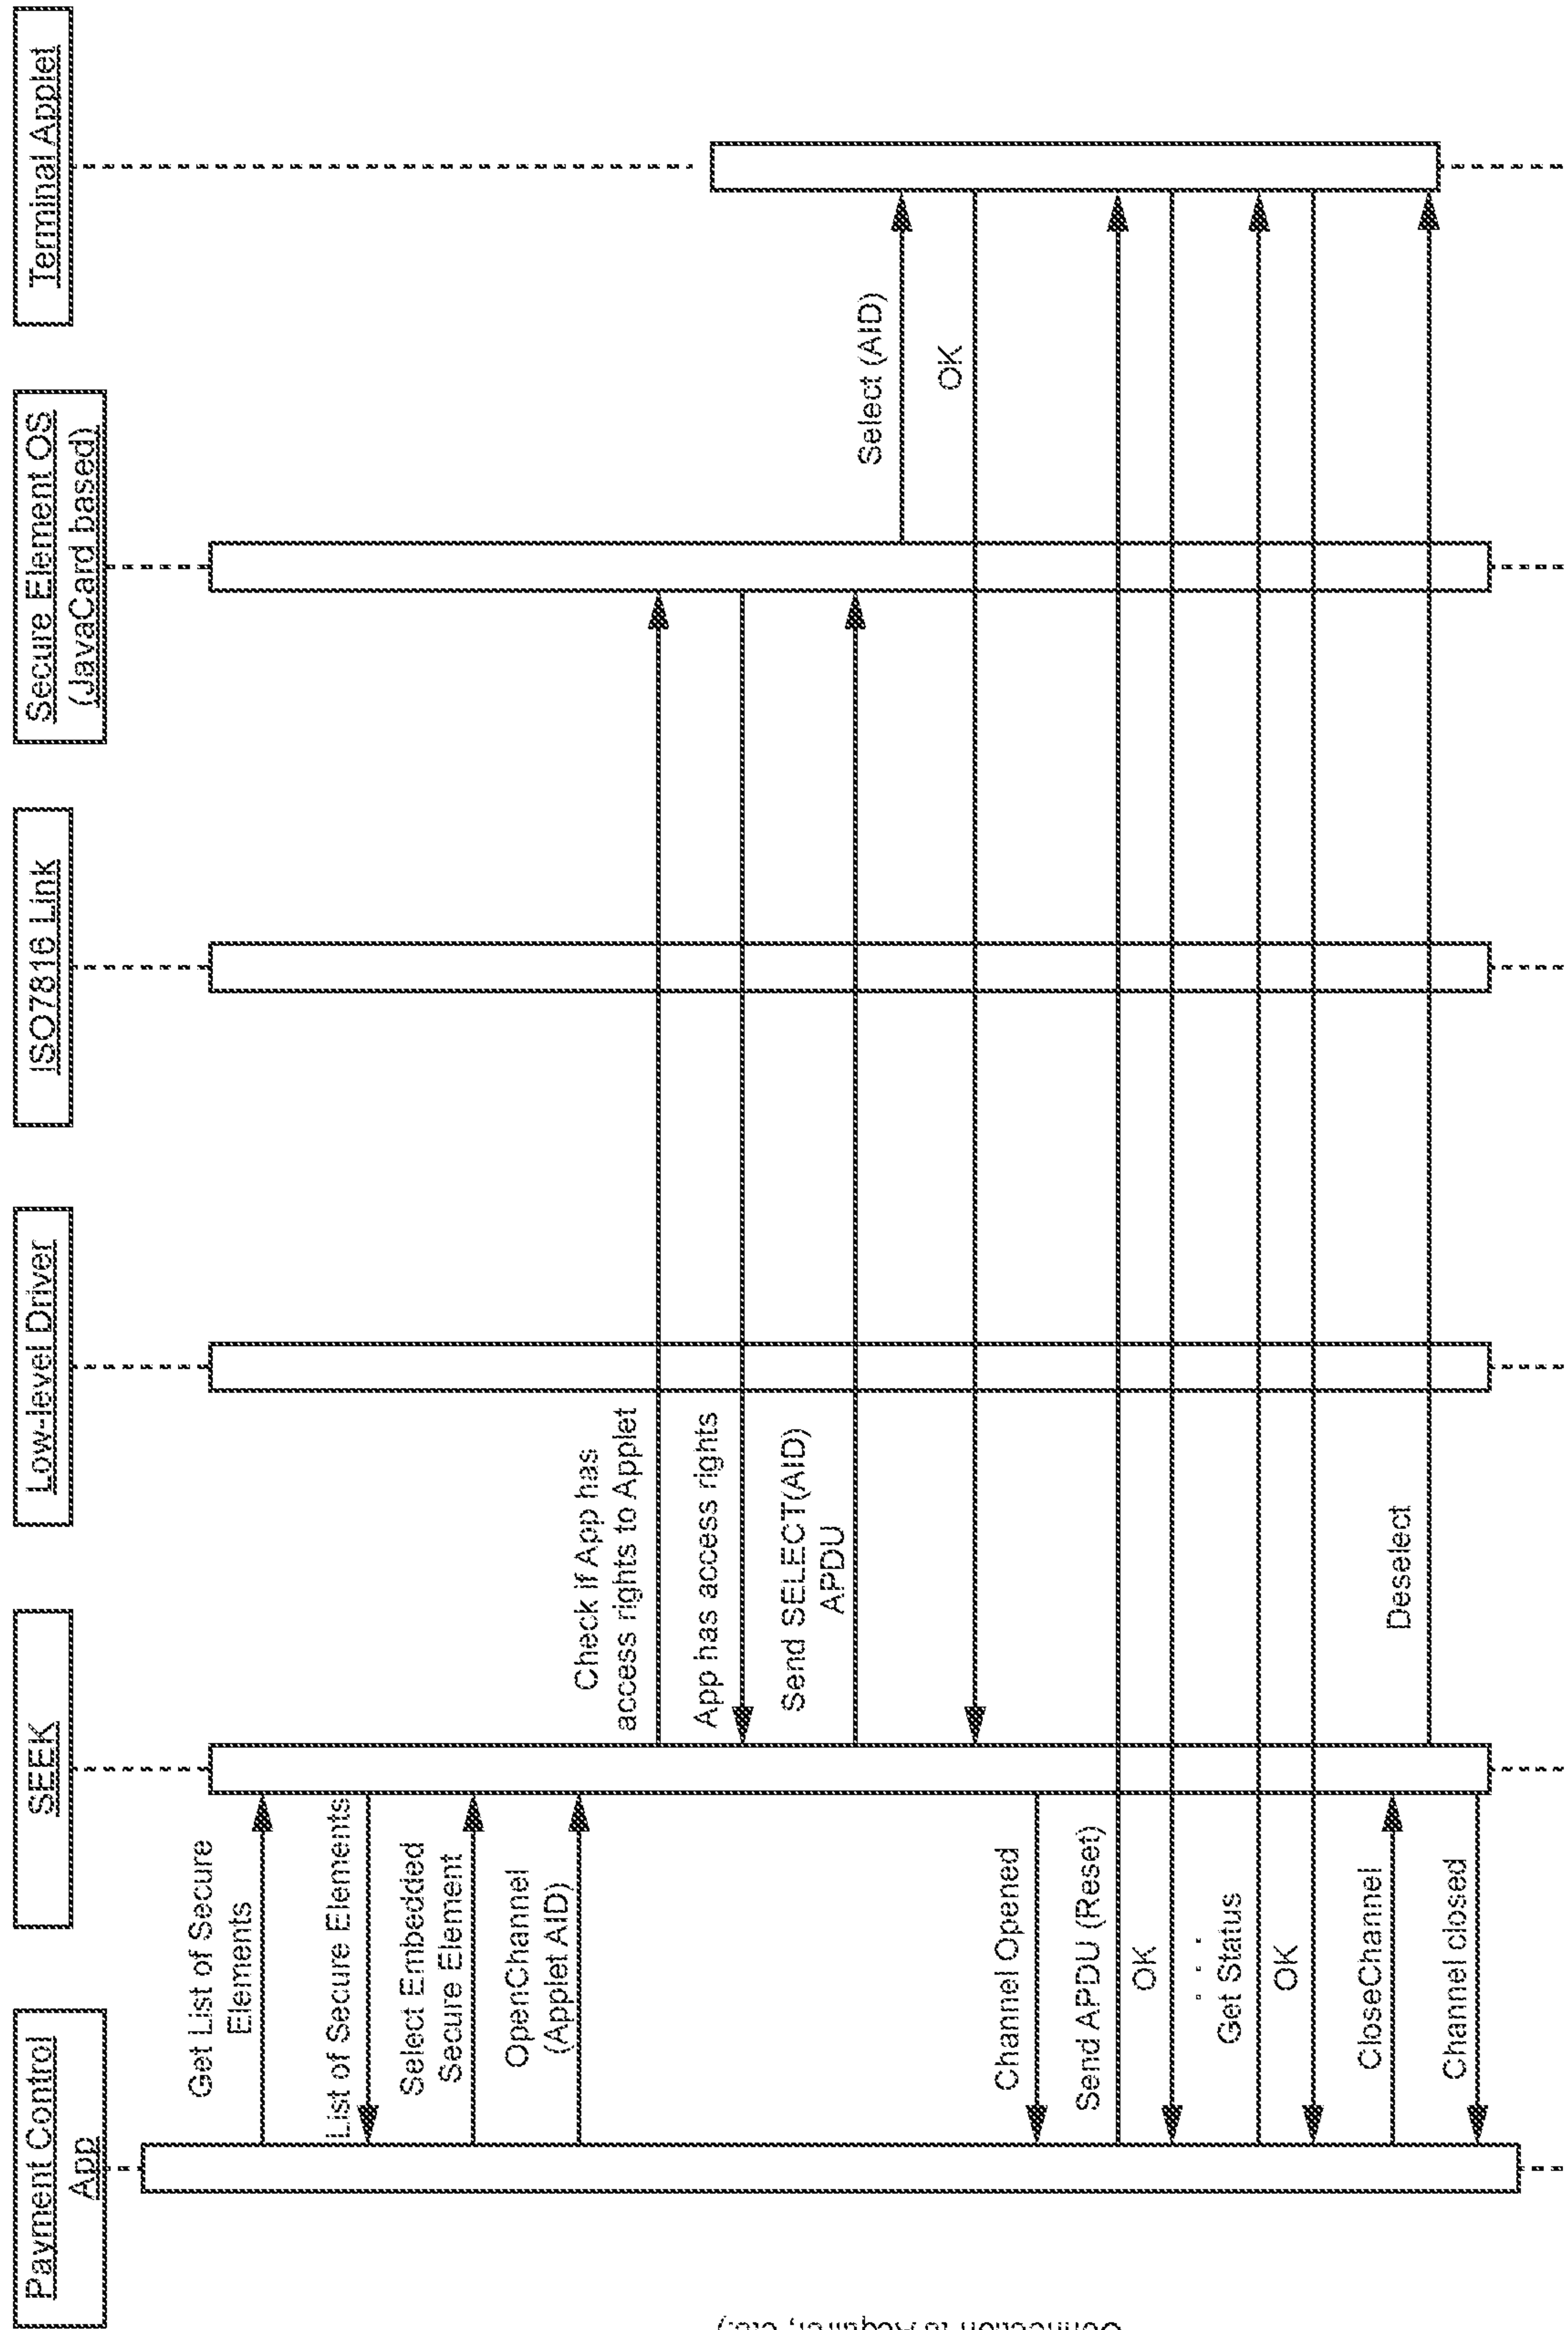 Payment Control
App
SEEK
Low-level Driver
ISO7816 Link
Secure Element OS
(JavaCard based)
Terminal Applet
Get List of Secure
Elements
List of Secure Elements
Select Embedded
Secure Element
OpenChannel
(Applet AID)
Check if App has
access rights to Applet
App has access rights
Send SELECT(AID)
APDU
Select (AID)
OK
Channel Opened
Send APDU (Reset)
OK
. . .
Get Status
OK
CloseChannel
Deselect
Channel closed